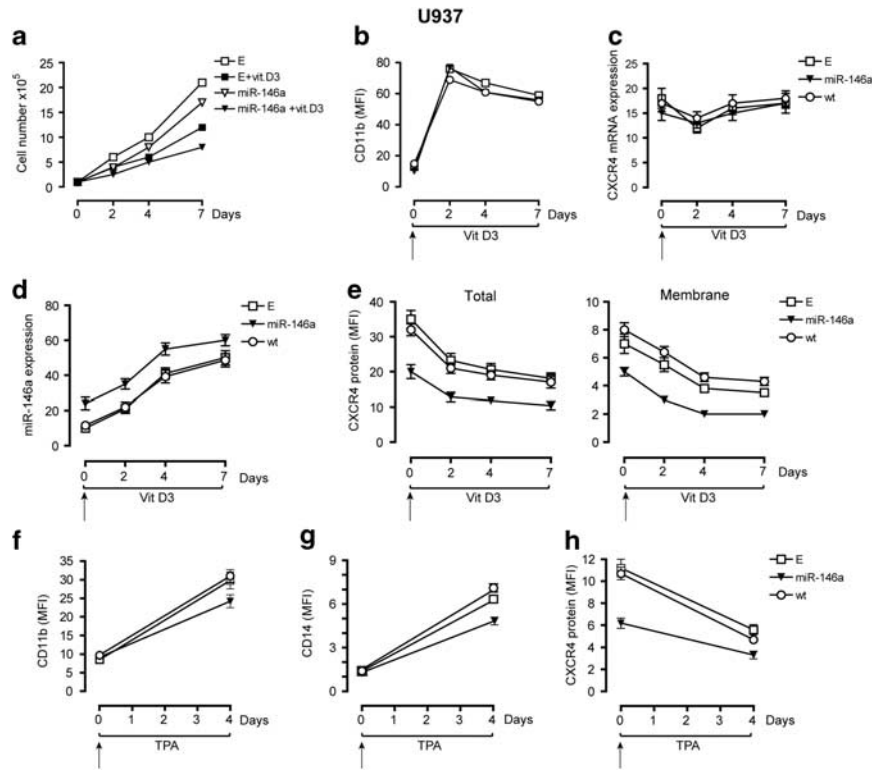 U937
a
Cell number x10⁵
25
20
15
10
5
0
0 2 4 7 Days
E
E+vit.D3
miR-146a
miR-146a +vit.D3
b
CD11b (MFI)
80
60
40
20
0
0 2 4 7 Days
Vit D3
c
CXCR4 mRNA expression
25
20
15
10
5
0
0 2 4 7 Days
Vit D3
E
miR-146a
wt
d
miR-146a expression
80
60
40
20
0
0 2 4 7 Days
Vit D3
E
miR-146a
wt
e
Total
CXCR4 protein (MFI)
40
30
20
10
0
0 2 4 7
Vit D3
Membrane
8
6
4
2
0
0 2 4 7 Days
Vit D3
E
miR-146a
wt
f
CD11b (MFI)
35
30
25
20
15
10
5
0
0 1 2 3 4 Days
TPA
g
CD14 (MFI)
9
6
3
0
0 1 2 3 4 Days
TPA
h
CXCR4 protein (MFI)
12
10
8
6
4
2
0
0 1 2 3 4 Days
TPA
E
miR-146a
wt